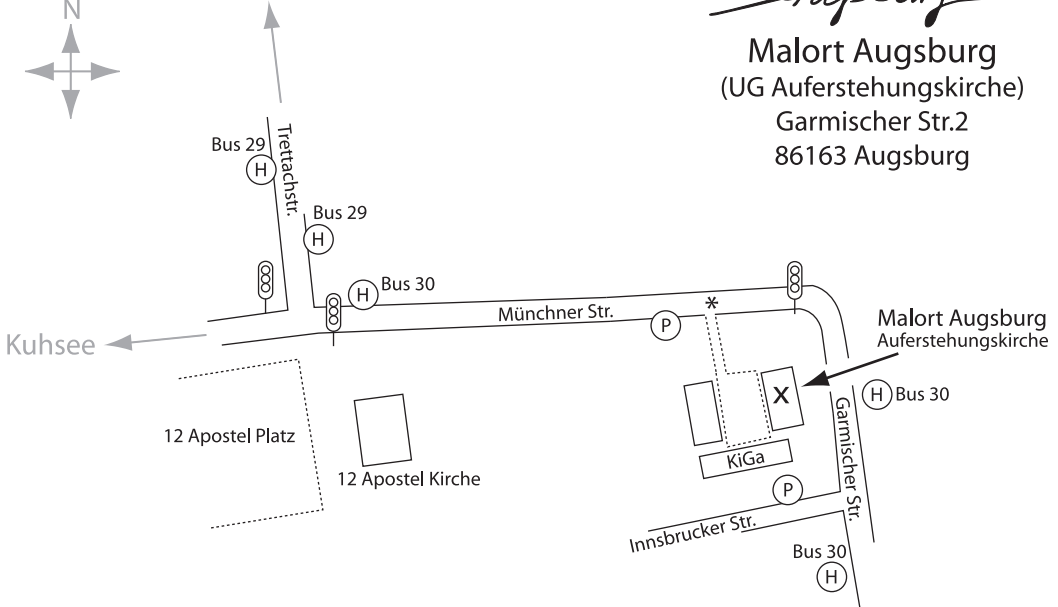 N
Augsburg
Malort Augsburg
(UG Auferstehungskirche)
Garmischer Str.2
86163 Augsburg
Bus 29
H
Trettachstr.
Bus 29
H
Bus 30
H
Münchner Str.
*
P
Kuhsee
Malort Augsburg
Auferstehungskirche
X
H Bus 30
12 Apostel Platz
12 Apostel Kirche
KiGa
Garmischer Str.
P
Innsbrucker Str.
Bus 30
H